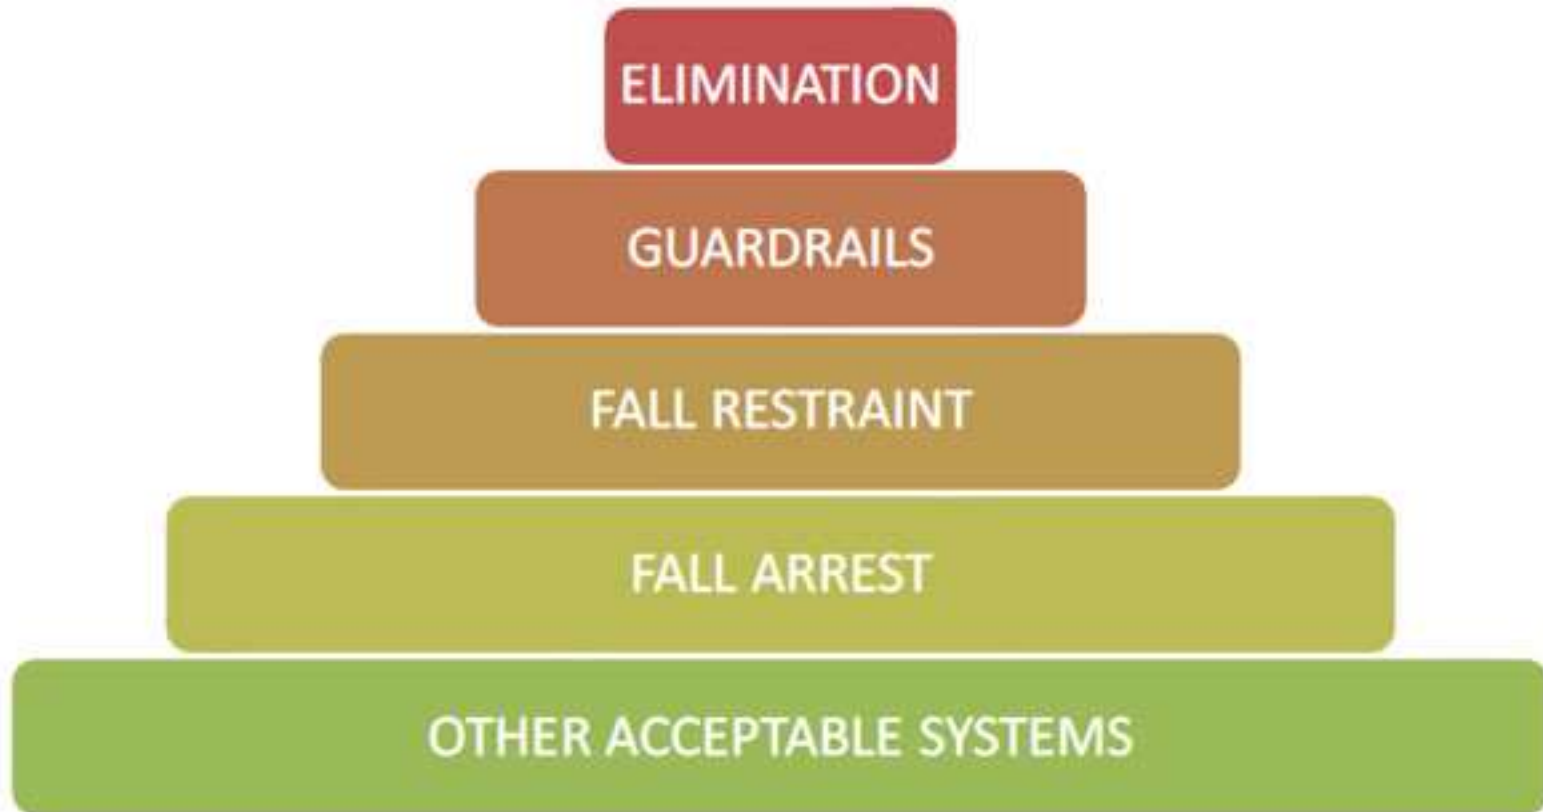 ELIMINATION
GUARDRAILS
FALL RESTRAINT
FALL ARREST
OTHER ACCEPTABLE SYSTEMS